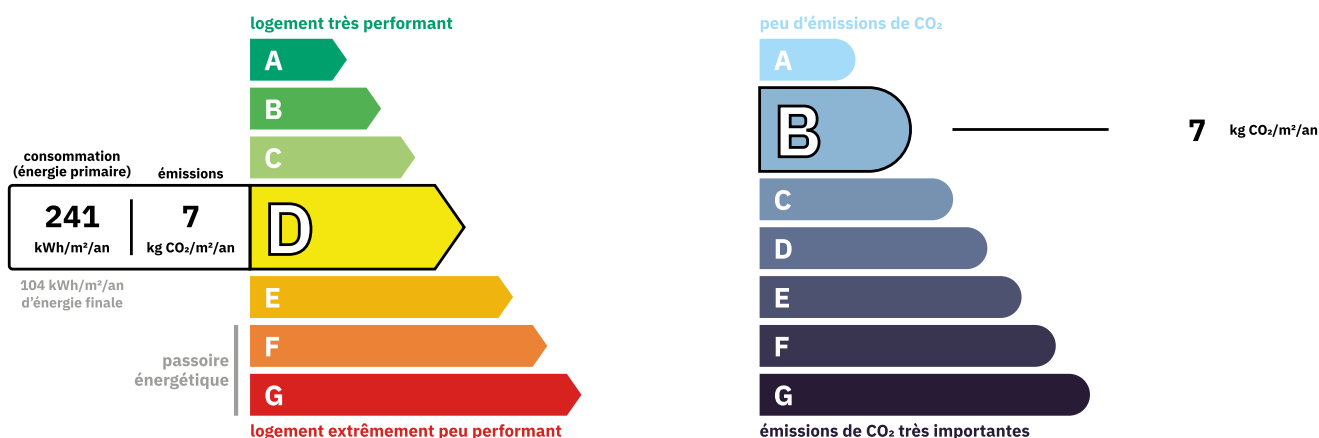 logement très performant
A
B
C
consommation
(énergie primaire)
émissions
241
kWh/m²/an
7
kg CO₂/m²/an
D
104 kWh/m²/an
d'énergie finale
E
F
passoire
énergétique
G
logement extrêmement peu performant
peu d'émissions de CO₂
A
B
7 kg CO₂/m²/an
C
D
E
F
G
émissions de CO₂ très importantes